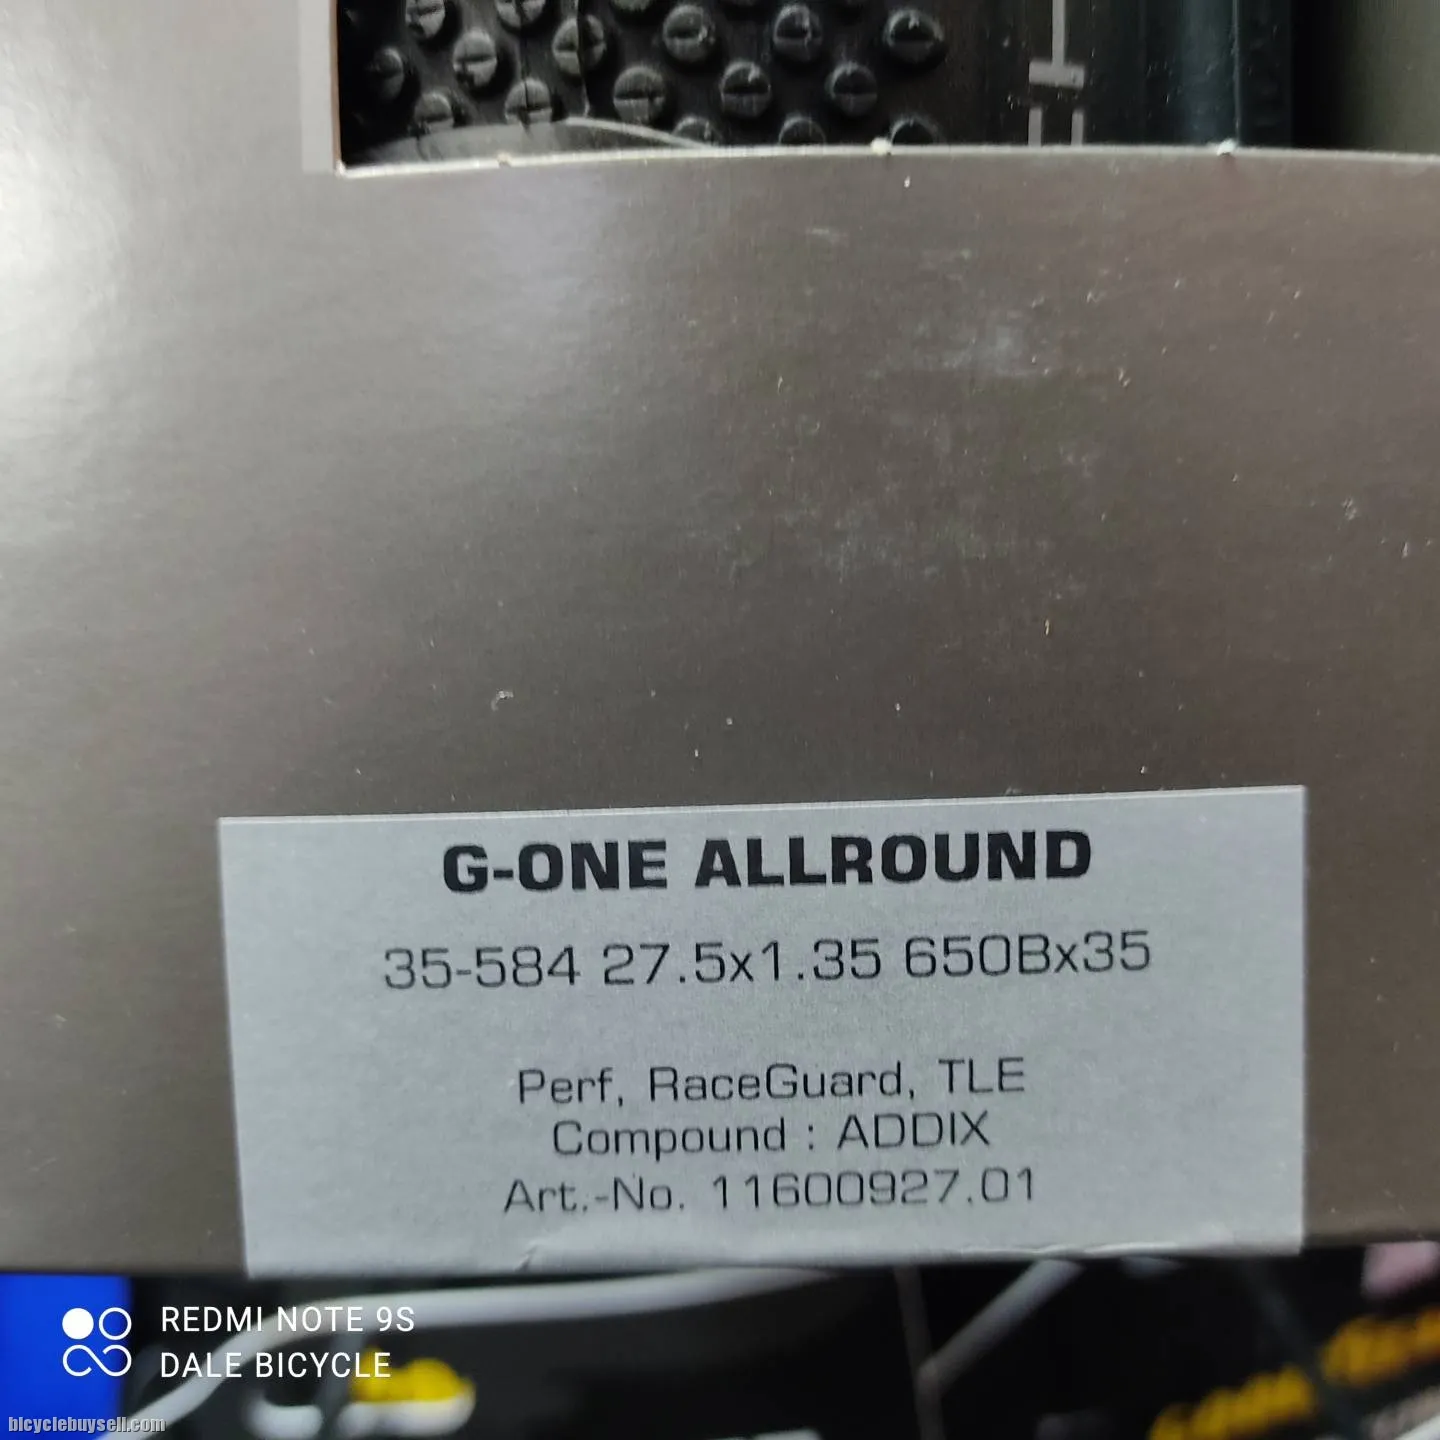 G-ONE ALLROUND
35-584 27.5x1.35 650Bx35
Perf, RaceGuard, TLE
Compound : ADDIX
Art.-No. 11600927.01
REDMI NOTE 9S
DALE BICYCLE
bicyclebuysell.com